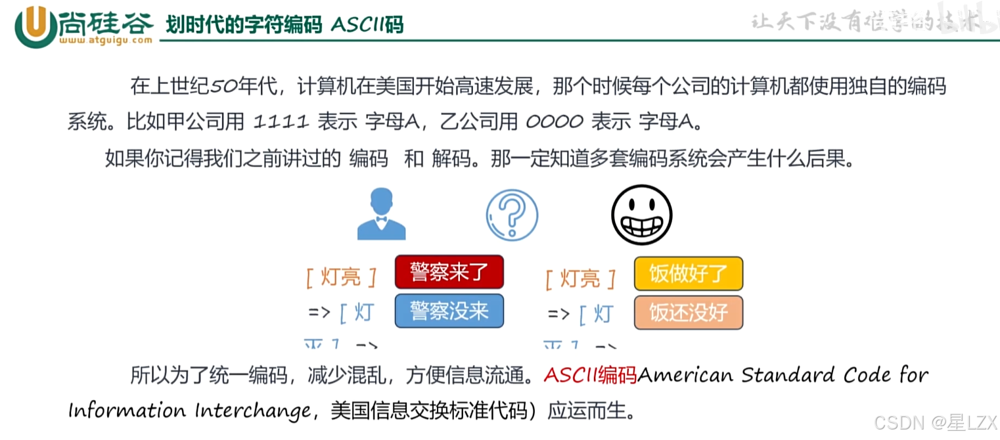 尚硅谷
www.atguigu.com
划时代的字符编码 ASCII码
让天下没有难学的技术
bilibili
在上世纪50年代，计算机在美国开始高速发展，那个时候每个公司的计算机都使用独自的编码
系统。比如甲公司用 1111 表示 字母A，乙公司用 0000 表示 字母A。
如果你记得我们之前讲过的 编码 和 解码。那一定知道多套编码系统会产生什么后果。
[ 灯亮 ] 警察来了
=> [ 灯 警察没来
灭 ] =>
[ 灯亮 ] 饭做好了
=> [ 灯 饭还没好
灭 ] =>
所以为了统一编码，减少混乱，方便信息流通。ASCII编码American Standard Code for
Information Interchange，美国信息交换标准代码）应运而生。
CSDN @星LZX